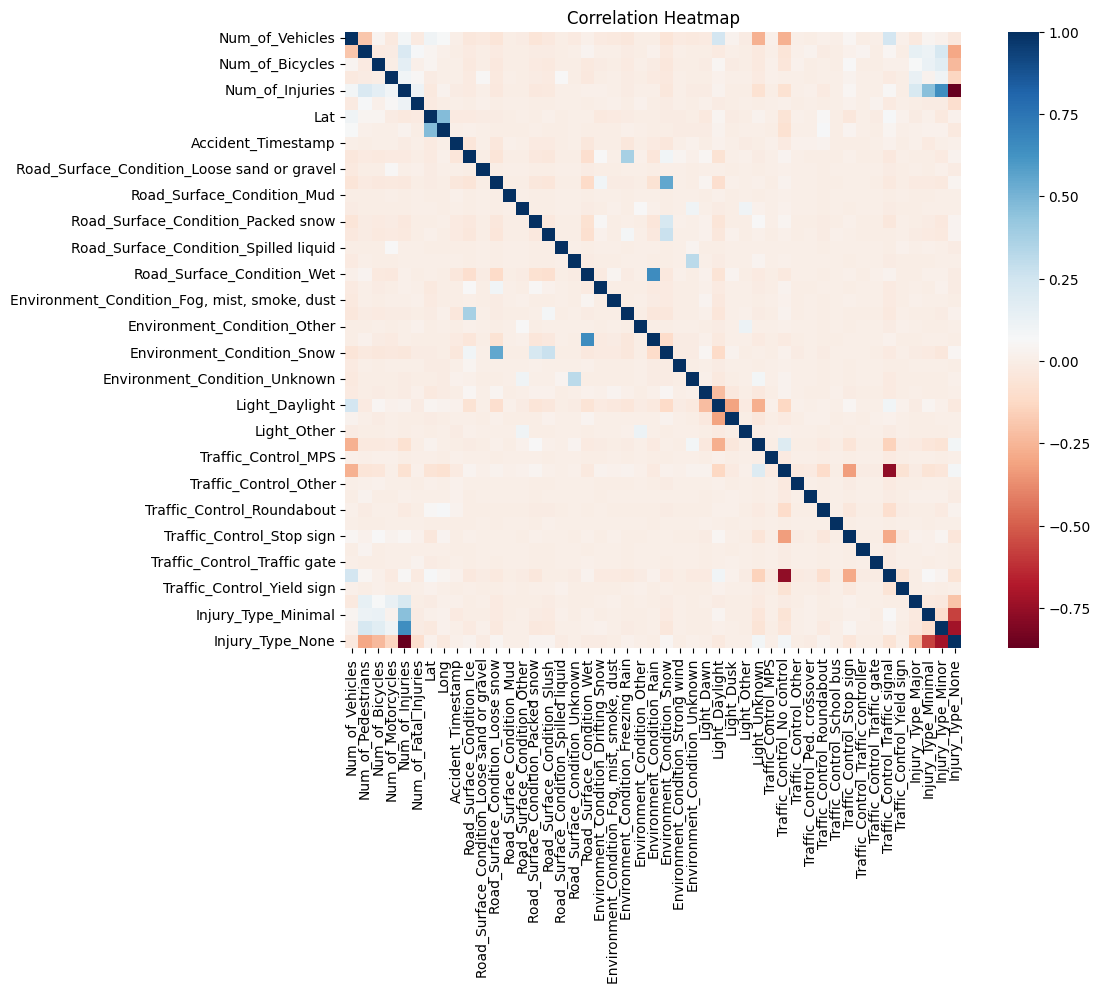 Correlation Heatmap
Num_of_Vehicles
Num_of_Bicycles
Num_of_Injuries
Lat
Accident_Timestamp
Road_Surface_Condition_Loose sand or gravel
Road_Surface_Condition_Mud
Road_Surface_Condition_Packed snow
Road_Surface_Condition_Spilled liquid
Road_Surface_Condition_Wet
Environment_Condition_Fog, mist, smoke, dust
Environment_Condition_Other
Environment_Condition_Snow
Environment_Condition_Unknown
Light_Daylight
Light_Other
Traffic_Control_MPS
Traffic_Control_Other
Traffic_Control_Roundabout
Traffic_Control_Stop sign
Traffic_Control_Traffic gate
Traffic_Control_Yield sign
Injury_Type_Minimal
Injury_Type_None
Num_of_Vehicles
Num_of_Pedestrians
Num_of_Bicycles
Num_of_Motorcycles
Num_of_Injuries
Num_of_Fatal_Injuries
Lat
Long
Accident_Timestamp
Road_Surface_Condition_Ice
Road_Surface_Condition_Loose sand or gravel
Road_Surface_Condition_Loose snow
Road_Surface_Condition_Mud
Road_Surface_Condition_Other
Road_Surface_Condition_Packed snow
Road_Surface_Condition_Slush
Road_Surface_Condition_Spilled liquid
Road_Surface_Condition_Unknown
Road_Surface_Condition_Wet
Environment_Condition_Drifting Snow
Environment_Condition_Fog, mist, smoke, dust
Environment_Condition_Freezing Rain
Environment_Condition_Other
Environment_Condition_Rain
Environment_Condition_Snow
Environment_Condition_Strong wind
Environment_Condition_Unknown
Light_Dawn
Light_Daylight
Light_Dusk
Light_Other
Light_Unknown
Traffic_Control_MPS
Traffic_Control_No control
Traffic_Control_Other
Traffic_Control_Ped. crossover
Traffic_Control_Roundabout
Traffic_Control_School bus
Traffic_Control_Stop sign
Traffic_Control_Traffic controller
Traffic_Control_Traffic gate
Traffic_Control_Traffic signal
Traffic_Control_Yield sign
Injury_Type_Major
Injury_Type_Minimal
Injury_Type_Minor
Injury_Type_None
1.00
0.75
0.50
0.25
0.00
−0.25
−0.50
−0.75